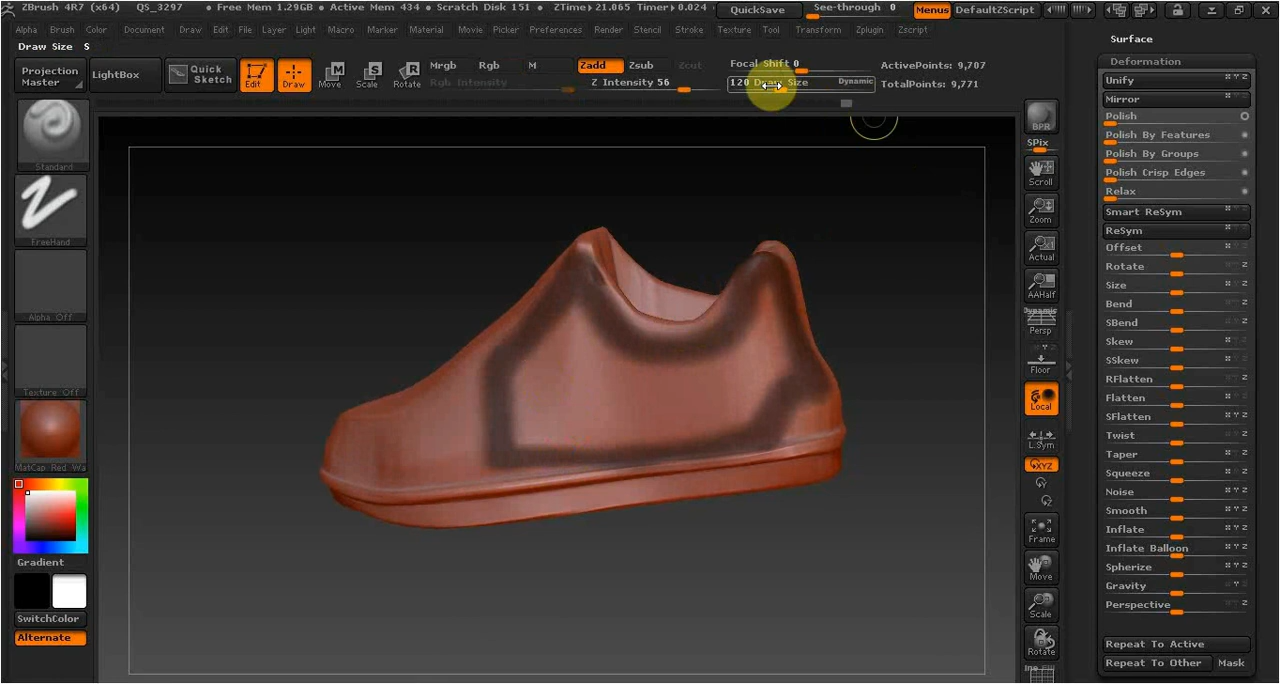 ZBrush 4R7 (x64) QS_3297 • Free Mem 1.29GB • Active Mem 434 • Scratch Disk 151 • ZTime▶21.065 Timer▶0.024 QuickSave See-through 0 Menus DefaultZScript
Alpha Brush Color Document Draw Edit File Layer Light Macro Marker Material Movie Picker Preferences Render Stencil Stroke Texture Tool Transform Zplugin Zscript
Draw Size S
Projection Master
LightBox
Quick Sketch
Edit
Draw
Move
Scale
Rotate
Mrgb Rgb M
Rgb Intensity
Zadd Zsub Zcut
Z Intensity 56
Focal Shift 0
120 Draw Size Dynamic
ActivePoints: 9,707
TotalPoints: 9,771
Standard
FreeHand
Alpha Off
Texture Off
MatCap Red Wa
Gradient
SwitchColor
Alternate
BPR
SPix
Scroll
Zoom
Actual
AAHalf
Dynamic
Persp
Floor
Local
L.Sym
XYZ
Y
Z
Frame
Move
Scale
Rotate
Surface
Deformation
Unify
Mirror
Polish
Polish By Features
Polish By Groups
Polish Crisp Edges
Relax
Smart ReSym
ReSym
Offset
Rotate
Size
Bend
SBend
Skew
SSkew
RFlatten
Flatten
SFlatten
Twist
Taper
Squeeze
Noise
Smooth
Inflate
Inflate Balloon
Spherize
Gravity
Perspective
Repeat To Active
Repeat To Other Mask